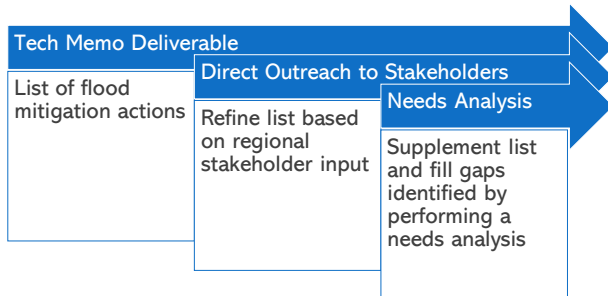 Tech Memo Deliverable
List of flood
mitigation actions
Direct Outreach to Stakeholders
Refine list based
on regional
stakeholder input
Needs Analysis
Supplement list
and fill gaps
identified by
performing a
needs analysis